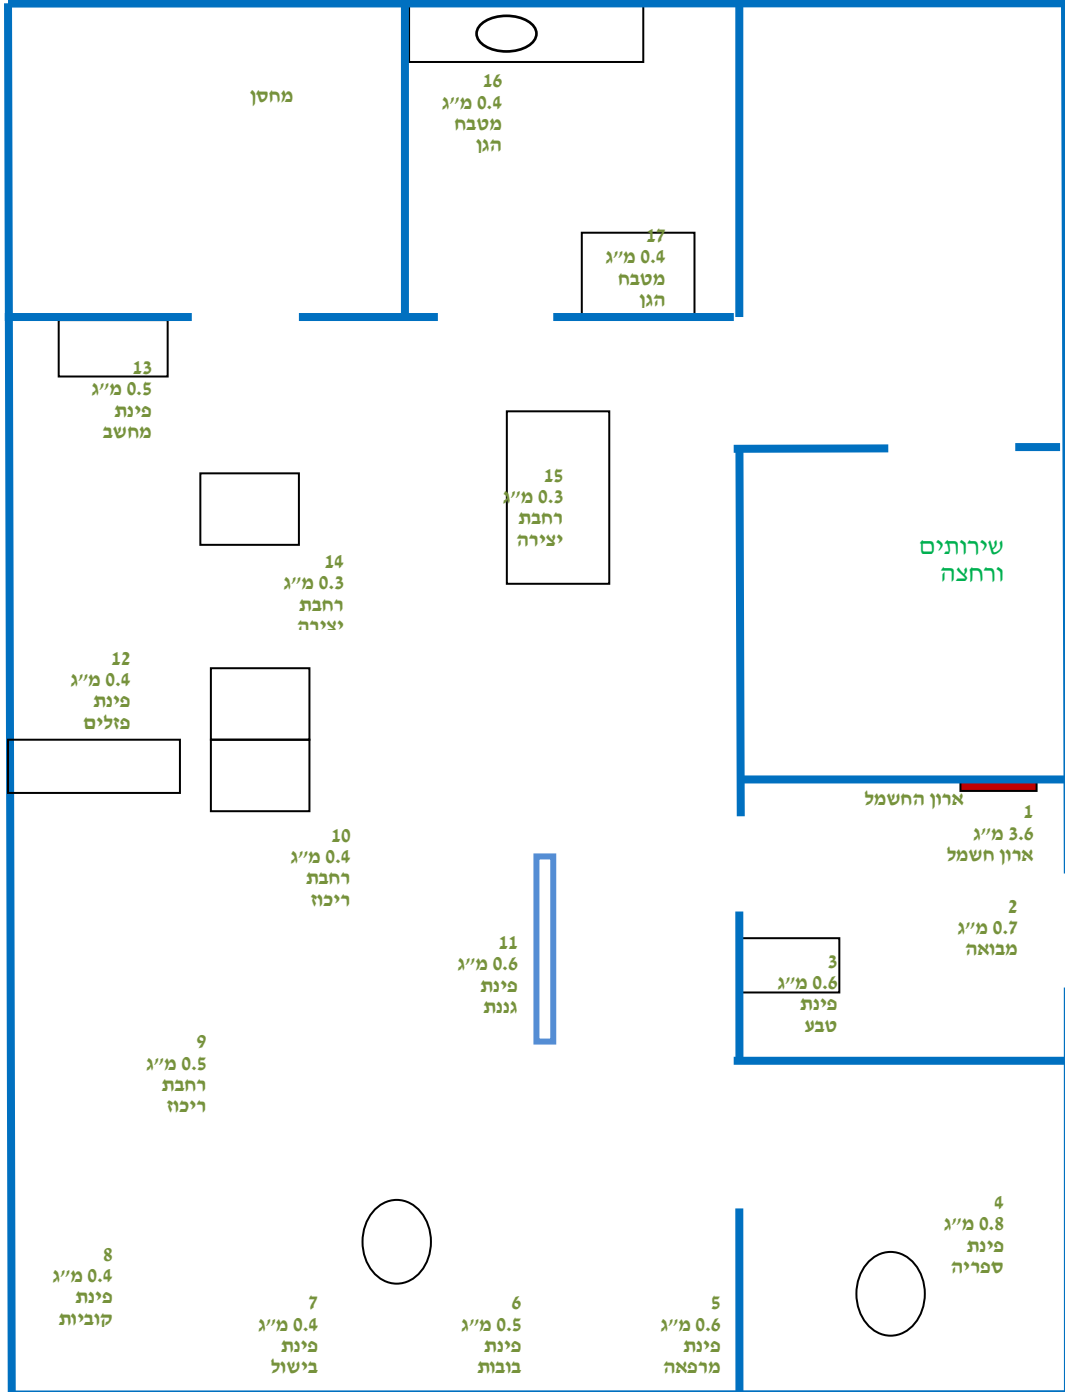 מחסן
16
0.4 מ״ג
מטבח
הגן
17
0.4 מ״ג
מטבח
הגן
13
0.5 מ״ג
פינת
מחשב
15
0.3 מ״ג
רחבת
יצירה
14
0.3 מ״ג
רחבת
יצירה
שירותים
ורחצה
12
0.4 מ״ג
פינת
פזלים
ארון החשמל
1
3.6 מ״ג
ארון חשמל
10
0.4 מ״ג
רחבת
ריכוז
2
0.7 מ״ג
מבואה
11
0.6 מ״ג
פינת
גננת
3
0.6 מ״ג
פינת
טבע
9
0.5 מ״ג
רחבת
ריכוז
4
0.8 מ״ג
פינת
ספריה
8
0.4 מ״ג
פינת
קוביות
7
0.4 מ״ג
פינת
בישול
6
0.5 מ״ג
פינת
בובות
5
0.6 מ״ג
פינת
מרפאה